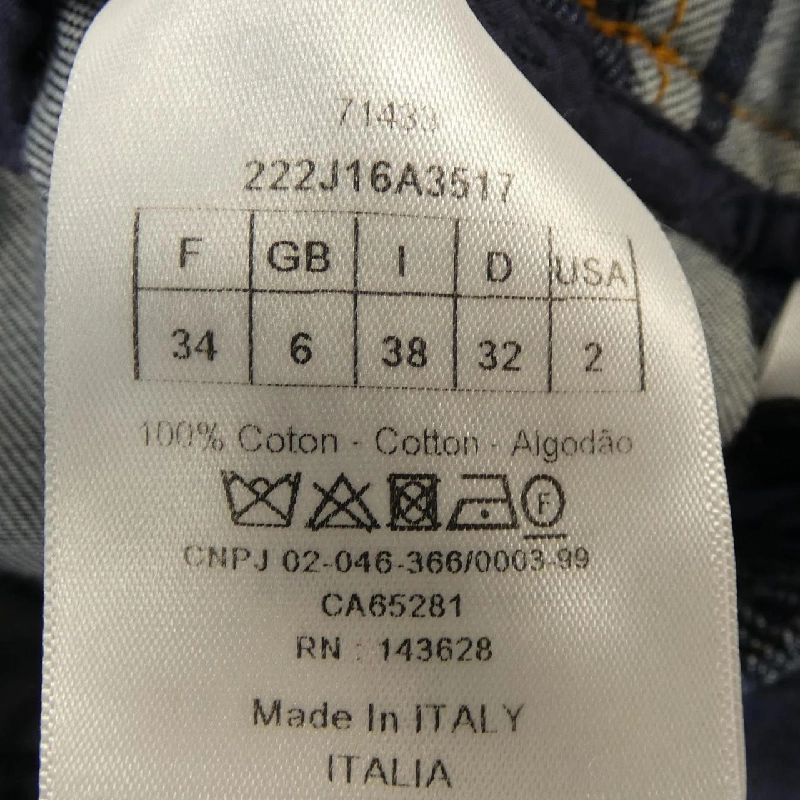 71433
222J16A3517
F GB I D USA
34 6 38 32 2
100% Coton - Cotton - Algodão
F
CNPJ 02-046-366/0003-99
CA65281
RN : 143628
Made In ITALY
ITALIA